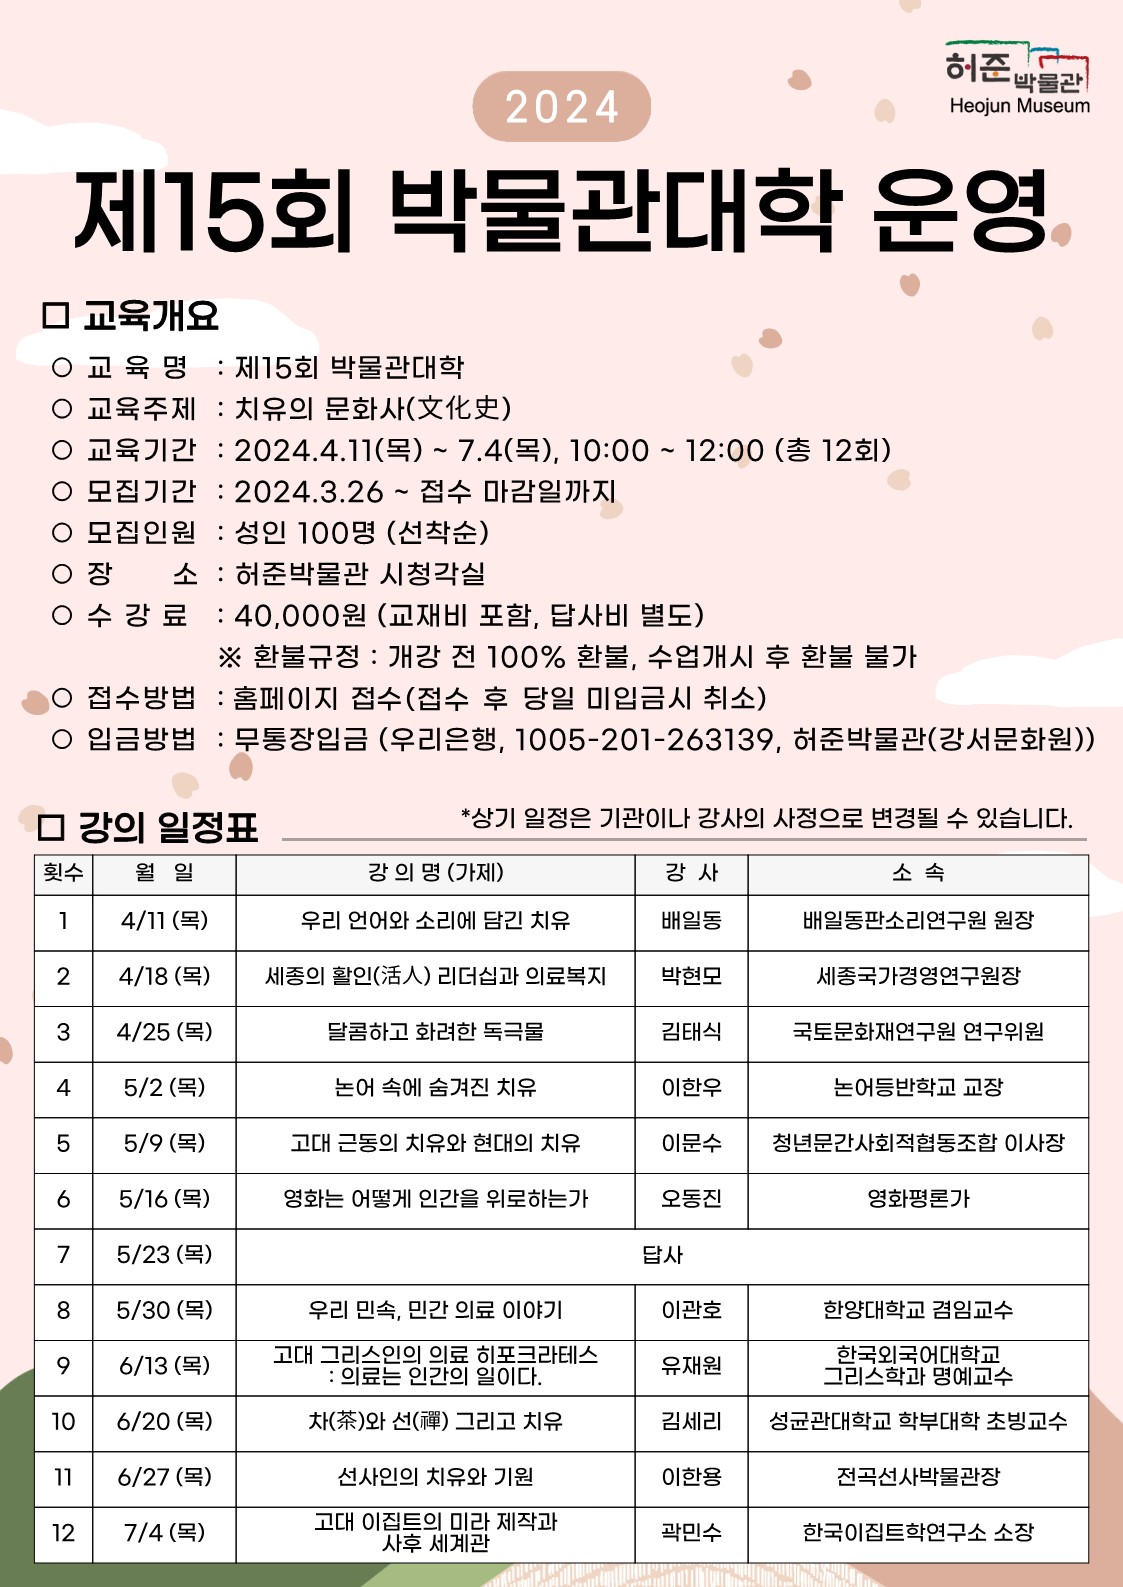 허준박물관
Heojun Museum
2024
제15회 박물관대학 운영
□ 교육개요
○ 교 육 명 : 제15회 박물관대학
○ 교육주제 : 치유의 문화사(文化史)
○ 교육기간 : 2024.4.11(목) ~ 7.4(목), 10:00 ~ 12:00 (총 12회)
○ 모집기간 : 2024.3.26 ~ 접수 마감일까지
○ 모집인원 : 성인 100명 (선착순)
○ 장 소 : 허준박물관 시청각실
○ 수 강 료 : 40,000원 (교재비 포함, 답사비 별도)
※ 환불규정 : 개강 전 100% 환불, 수업개시 후 환불 불가
○ 접수방법 : 홈페이지 접수(접수 후 당일 미입금시 취소)
○ 입금방법 : 무통장입금 (우리은행, 1005-201-263139, 허준박물관(강서문화원))
□ 강의 일정표
*상기 일정은 기관이나 강사의 사정으로 변경될 수 있습니다.
횟수 월 일 강 의 명 (가제) 강 사 소 속
1 4/11 (목) 우리 언어와 소리에 담긴 치유 배일동 배일동판소리연구원 원장
2 4/18 (목) 세종의 활인(活人) 리더십과 의료복지 박현모 세종국가경영연구원장
3 4/25 (목) 달콤하고 화려한 독극물 김태식 국토문화재연구원 연구위원
4 5/2 (목) 논어 속에 숨겨진 치유 이한우 논어등반학교 교장
5 5/9 (목) 고대 근동의 치유와 현대의 치유 이문수 청년문간사회적협동조합 이사장
6 5/16 (목) 영화는 어떻게 인간을 위로하는가 오동진 영화평론가
7 5/23 (목) 답사
8 5/30 (목) 우리 민속, 민간 의료 이야기 이관호 한양대학교 겸임교수
9 6/13 (목) 고대 그리스인의 의료 히포크라테스
: 의료는 인간의 일이다. 유재원 한국외국어대학교
그리스학과 명예교수
10 6/20 (목) 차(茶)와 선(禪) 그리고 치유 김세리 성균관대학교 학부대학 초빙교수
11 6/27 (목) 선사인의 치유와 기원 이한용 전곡선사박물관장
12 7/4 (목) 고대 이집트의 미라 제작과
사후 세계관 곽민수 한국이집트학연구소 소장